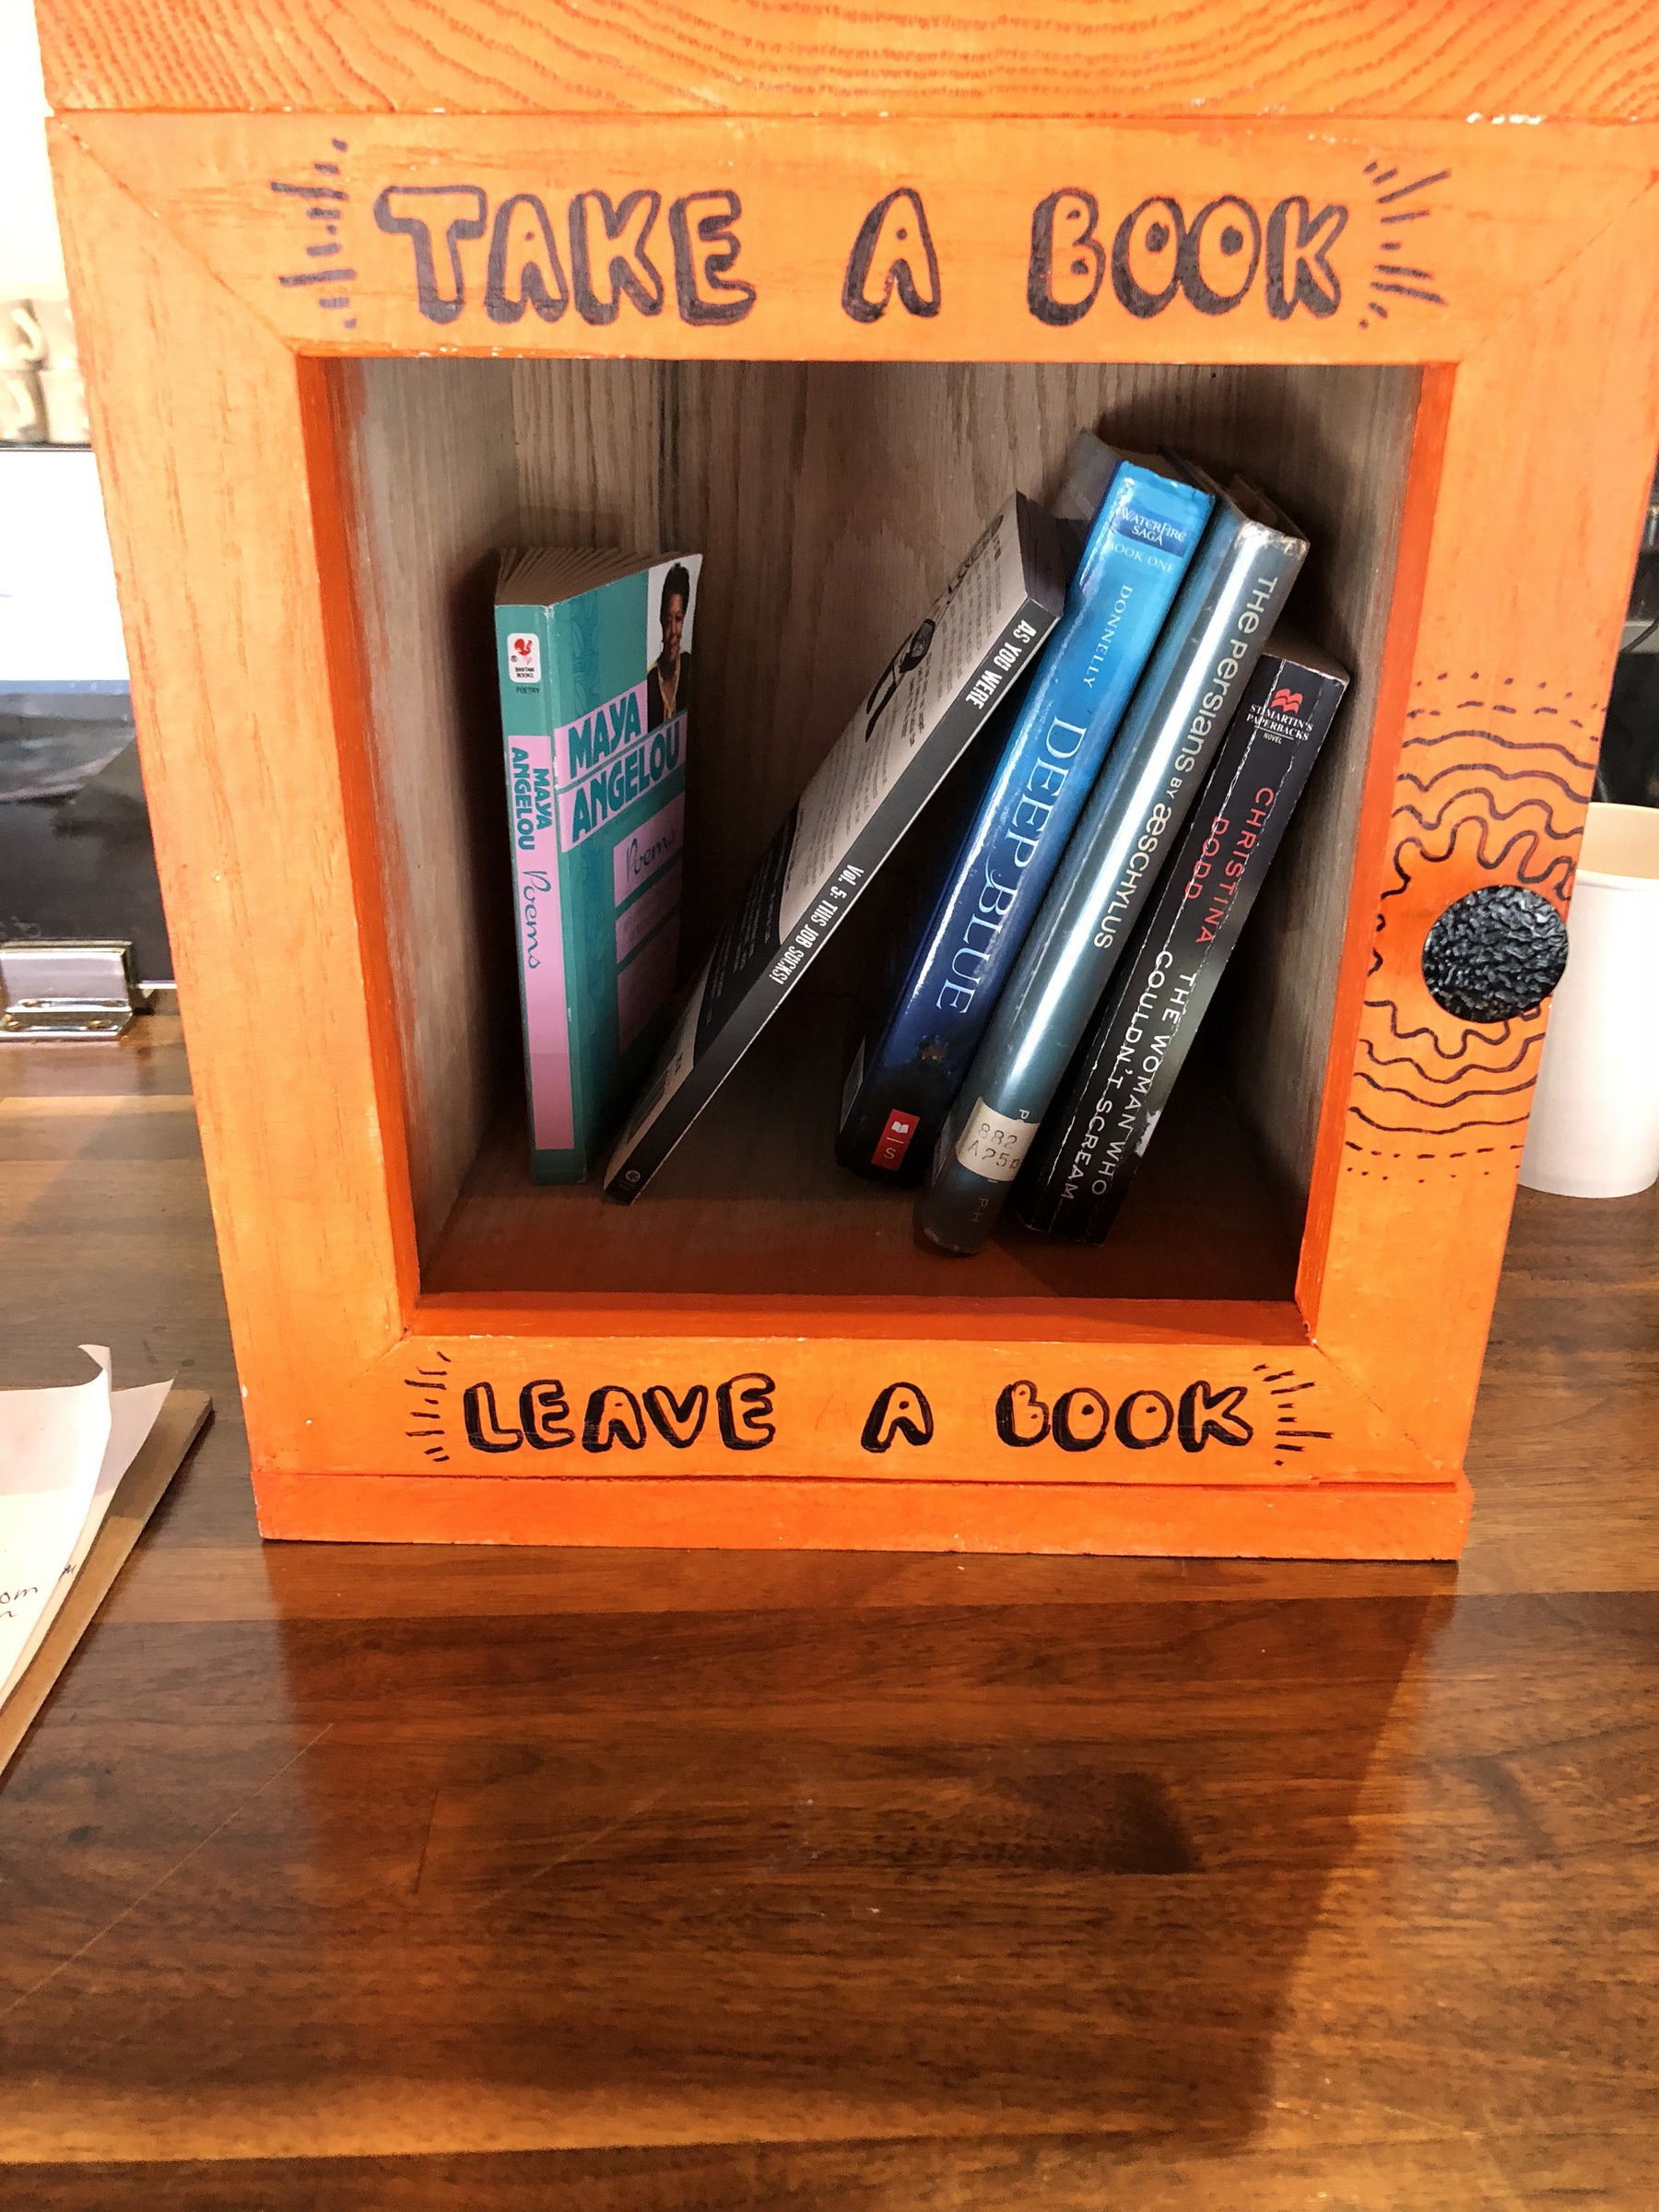 TAKE A BOOK
BANTAM
BOOKS
POETRY
MAYA
ANGELOU
Poems
MAYA
ANGELOU
Poems
AS YOU WERE
Vol. 5: THIS JOB SUCKS!
WATERFIRE
SAGA
BOOK ONE
DONNELLY
DEEP BLUE
S
THE PERSIANS BY ÆSCHYLUS
882
PH
ST. MARTIN'S
PAPERBACKS
NOVEL
CHRISTINA
DODD
THE WOMAN WHO
COULDN'T SCREAM
LEAVE A BOOK